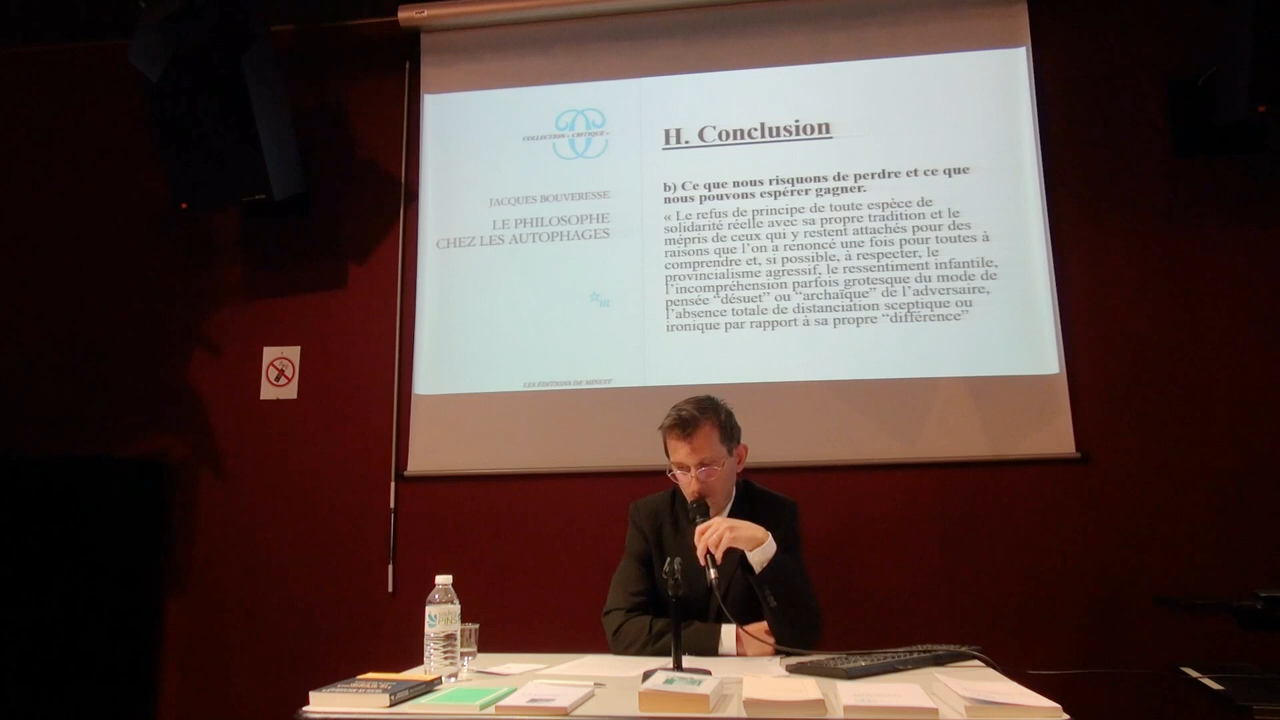 COLLECTION « CRITIQUE »
JACQUES BOUVERESSE
LE PHILOSOPHE
CHEZ LES AUTOPHAGES
LES ÉDITIONS DE MINUIT
H. Conclusion
b) Ce que nous risquons de perdre et ce que
nous pouvons espérer gagner.
« Le refus de principe de toute espèce de
solidarité réelle avec sa propre tradition et le
mépris de ceux qui y restent attachés pour des
raisons que l’on a renoncé une fois pour toutes à
comprendre et, si possible, à respecter, le
provincialisme agressif, le ressentiment infantile,
l’incompréhension parfois grotesque du mode de
pensée “désuet” ou “archaïque” de l’adversaire,
l’absence totale de distanciation sceptique ou
ironique par rapport à sa propre “différence”